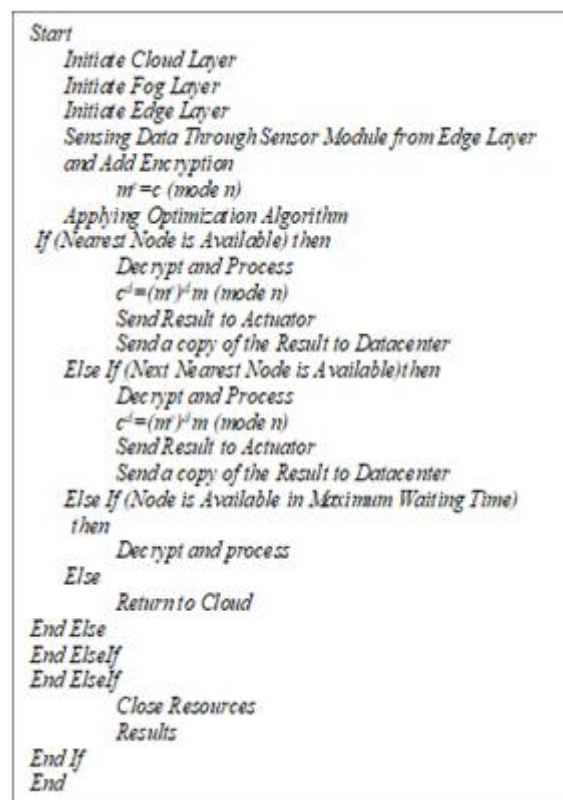 Start
Initiate Cloud Layer
Initiate Fog Layer
Initiate Edge Layer
Sensing Data Through Sensor Module from Edge Layer
and Add Encryption
mᵉ=c (mode n)
Applying Optimization Algorithm
If (Nearest Node is Available) then
Decrypt and Process
cᵈ=(mᵉ)ᵈ m (mode n)
Send Result to Actuator
Send a copy of the Result to Datacenter
Else If (Next Nearest Node is Available)then
Decrypt and Process
cᵈ=(mᵉ)ᵈ m (mode n)
Send Result to Actuator
Send a copy of the Result to Datacenter
Else If (Node is Available in Maximum Waiting Time)
then
Decrypt and process
Else
Return to Cloud
End Else
End ElseIf
End ElseIf
Close Resources
Results
End If
End